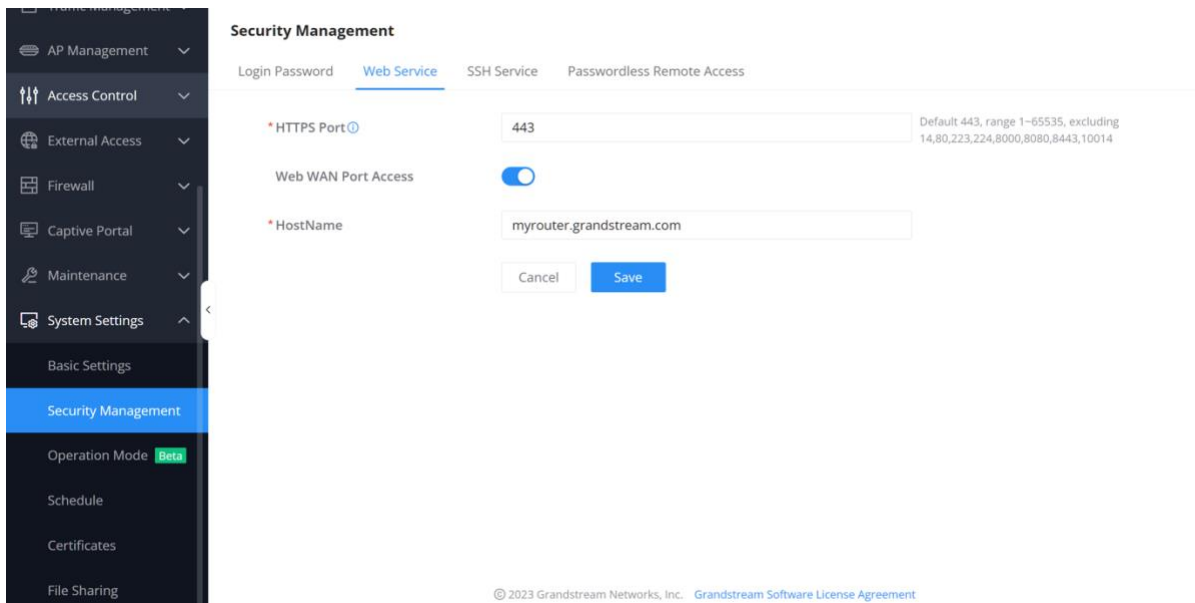 Traffic Management
AP Management
Access Control
External Access
Firewall
Captive Portal
Maintenance
System Settings
Basic Settings
Security Management
Operation Mode Beta
Schedule
Certificates
File Sharing
Security Management
Login Password Web Service SSH Service Passwordless Remote Access
* HTTPS Port 443 Default 443, range 1~65535, excluding
14,80,223,224,8000,8080,8443,10014
Web WAN Port Access
* HostName myrouter.grandstream.com
Cancel Save
© 2023 Grandstream Networks, Inc. Grandstream Software License Agreement